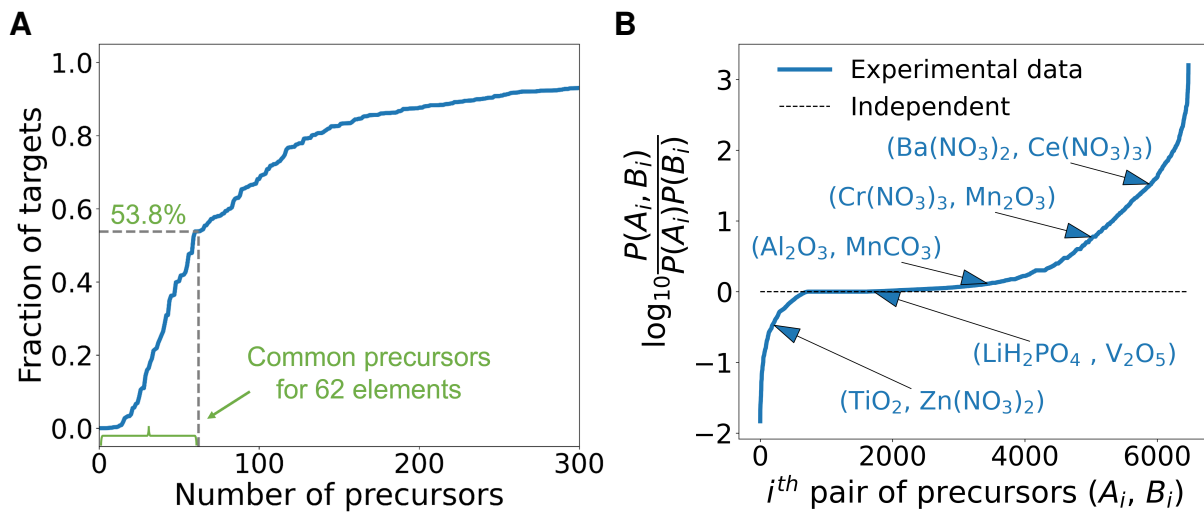 A
Fraction of targets
1.0
0.8
0.6
0.4
0.2
0.0
53.8%
Common precursors
for 62 elements
0 100 200 300
Number of precursors
B
log₁₀ P(Aᵢ, Bᵢ) / P(Aᵢ)P(Bᵢ)
3
2
1
0
−1
−2
Experimental data
Independent
(Ba(NO₃)₂, Ce(NO₃)₃)
(Cr(NO₃)₃, Mn₂O₃)
(Al₂O₃, MnCO₃)
(LiH₂PO₄ , V₂O₅)
(TiO₂, Zn(NO₃)₂)
0 2000 4000 6000
iᵗʰ pair of precursors (Aᵢ, Bᵢ)